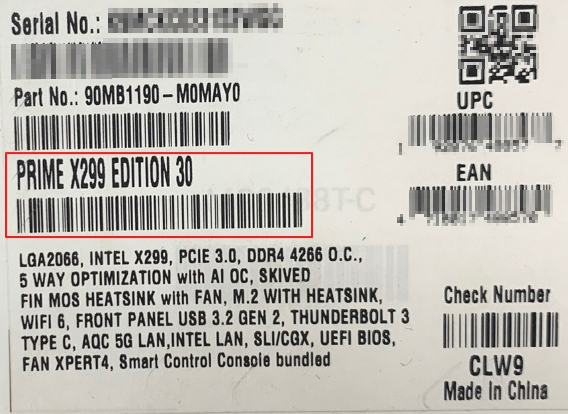 Serial No.:
Part No.: 90MB1190-M0MAY0
UPC
PRIME X299 EDITION 30
EAN
LGA2066, INTEL X299, PCIE 3.0, DDR4 4266 O.C.,
5 WAY OPTIMIZATION with AI OC, SKIVED
FIN MOS HEATSINK with FAN, M.2 WITH HEATSINK,
WIFI 6, FRONT PANEL USB 3.2 GEN 2, THUNDERBOLT 3
TYPE C, AQC 5G LAN,INTEL LAN, SLI/CGX, UEFI BIOS,
FAN XPERT4, Smart Control Console bundled
Check Number
CLW9
Made In China